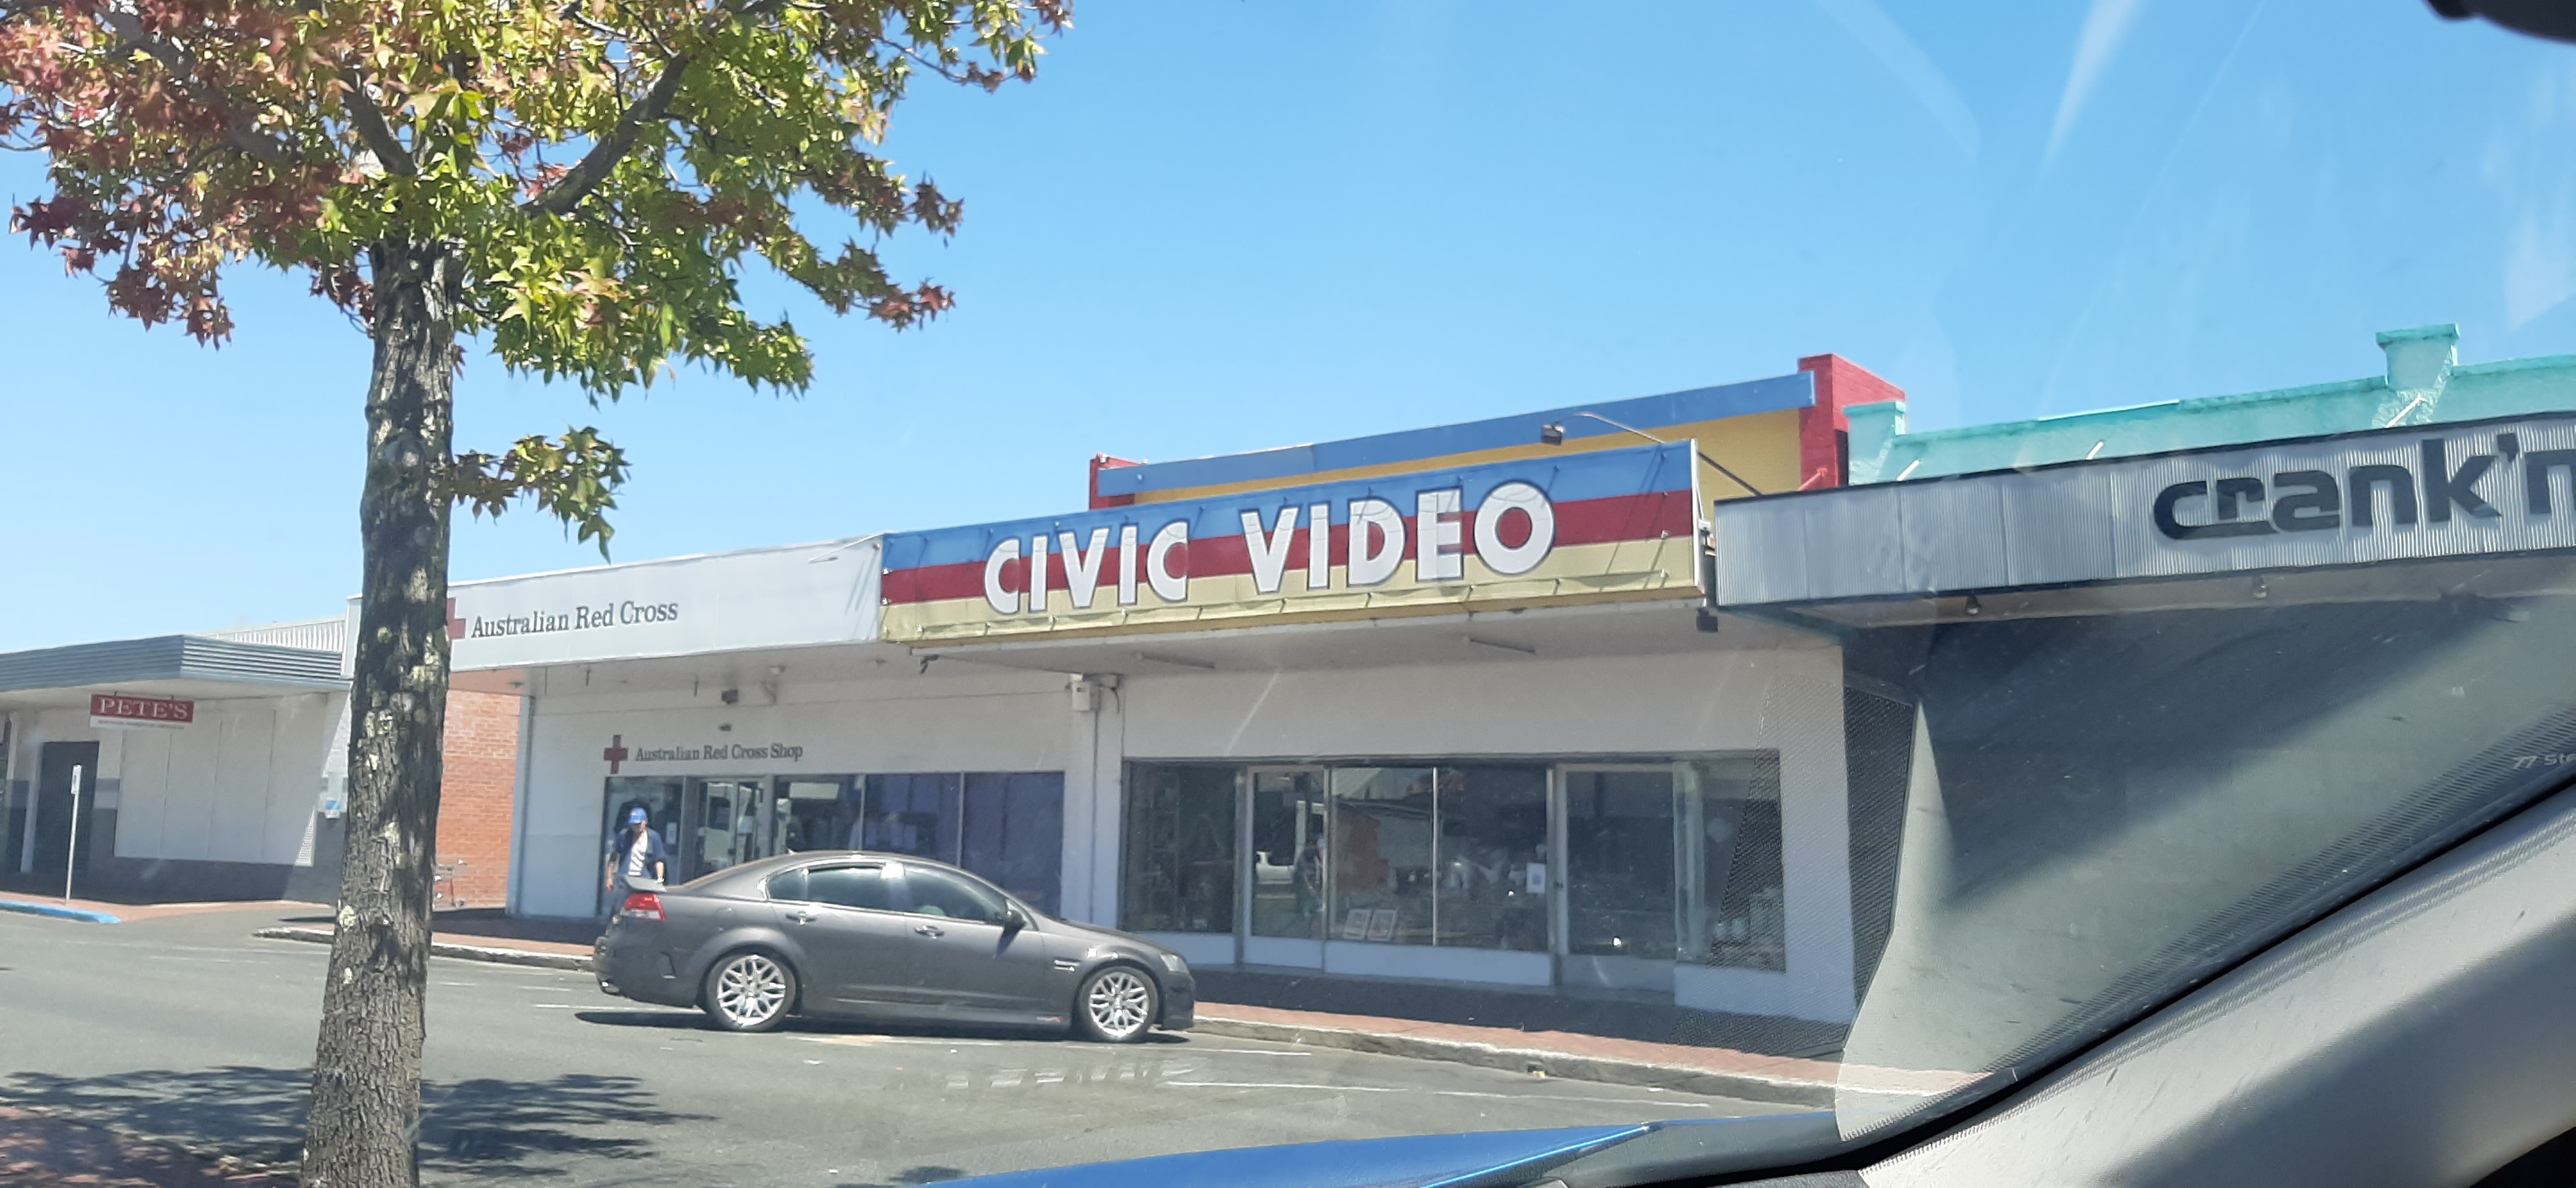 PETE'S
Australian Red Cross
Australian Red Cross Shop
CIVIC VIDEO
crank'n